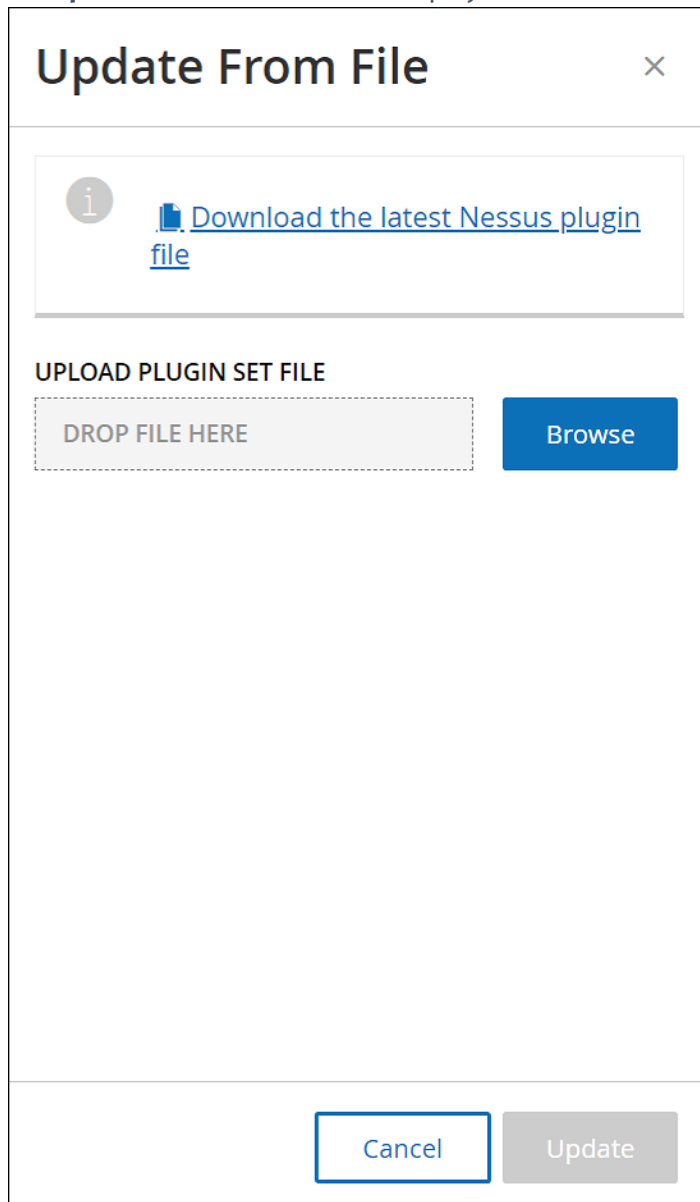 Update From File
×
i
Download the latest Nessus plugin
file
UPLOAD PLUGIN SET FILE
DROP FILE HERE
Browse
Cancel
Update